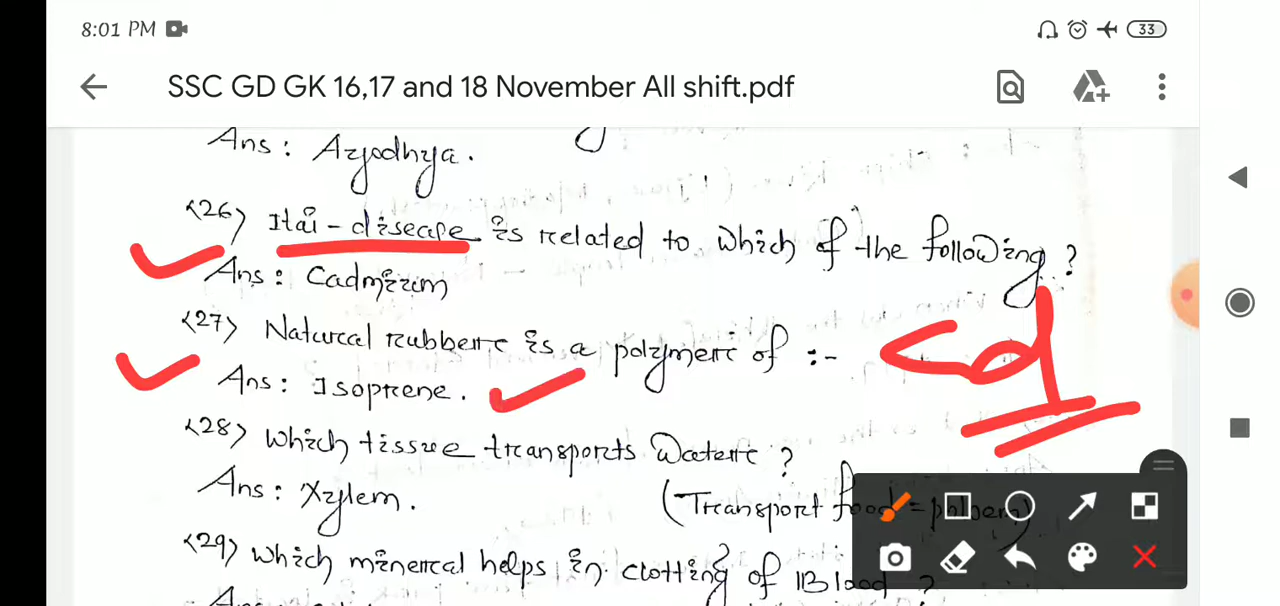 8:01 PM
33
SSC GD GK 16,17 and 18 November All shift.pdf
Ans : Ayodhya.
<26> Itai - disease is related to which of the following ?
Ans : Cadmium
cd
<27> Natural rubber is a polymer of :-
Ans : Isoprene.
<28> Which tissue transports Water ?
Ans : Xylem. (Transport food = phloem)
<29> Which mineral helps in clotting of Blood ?